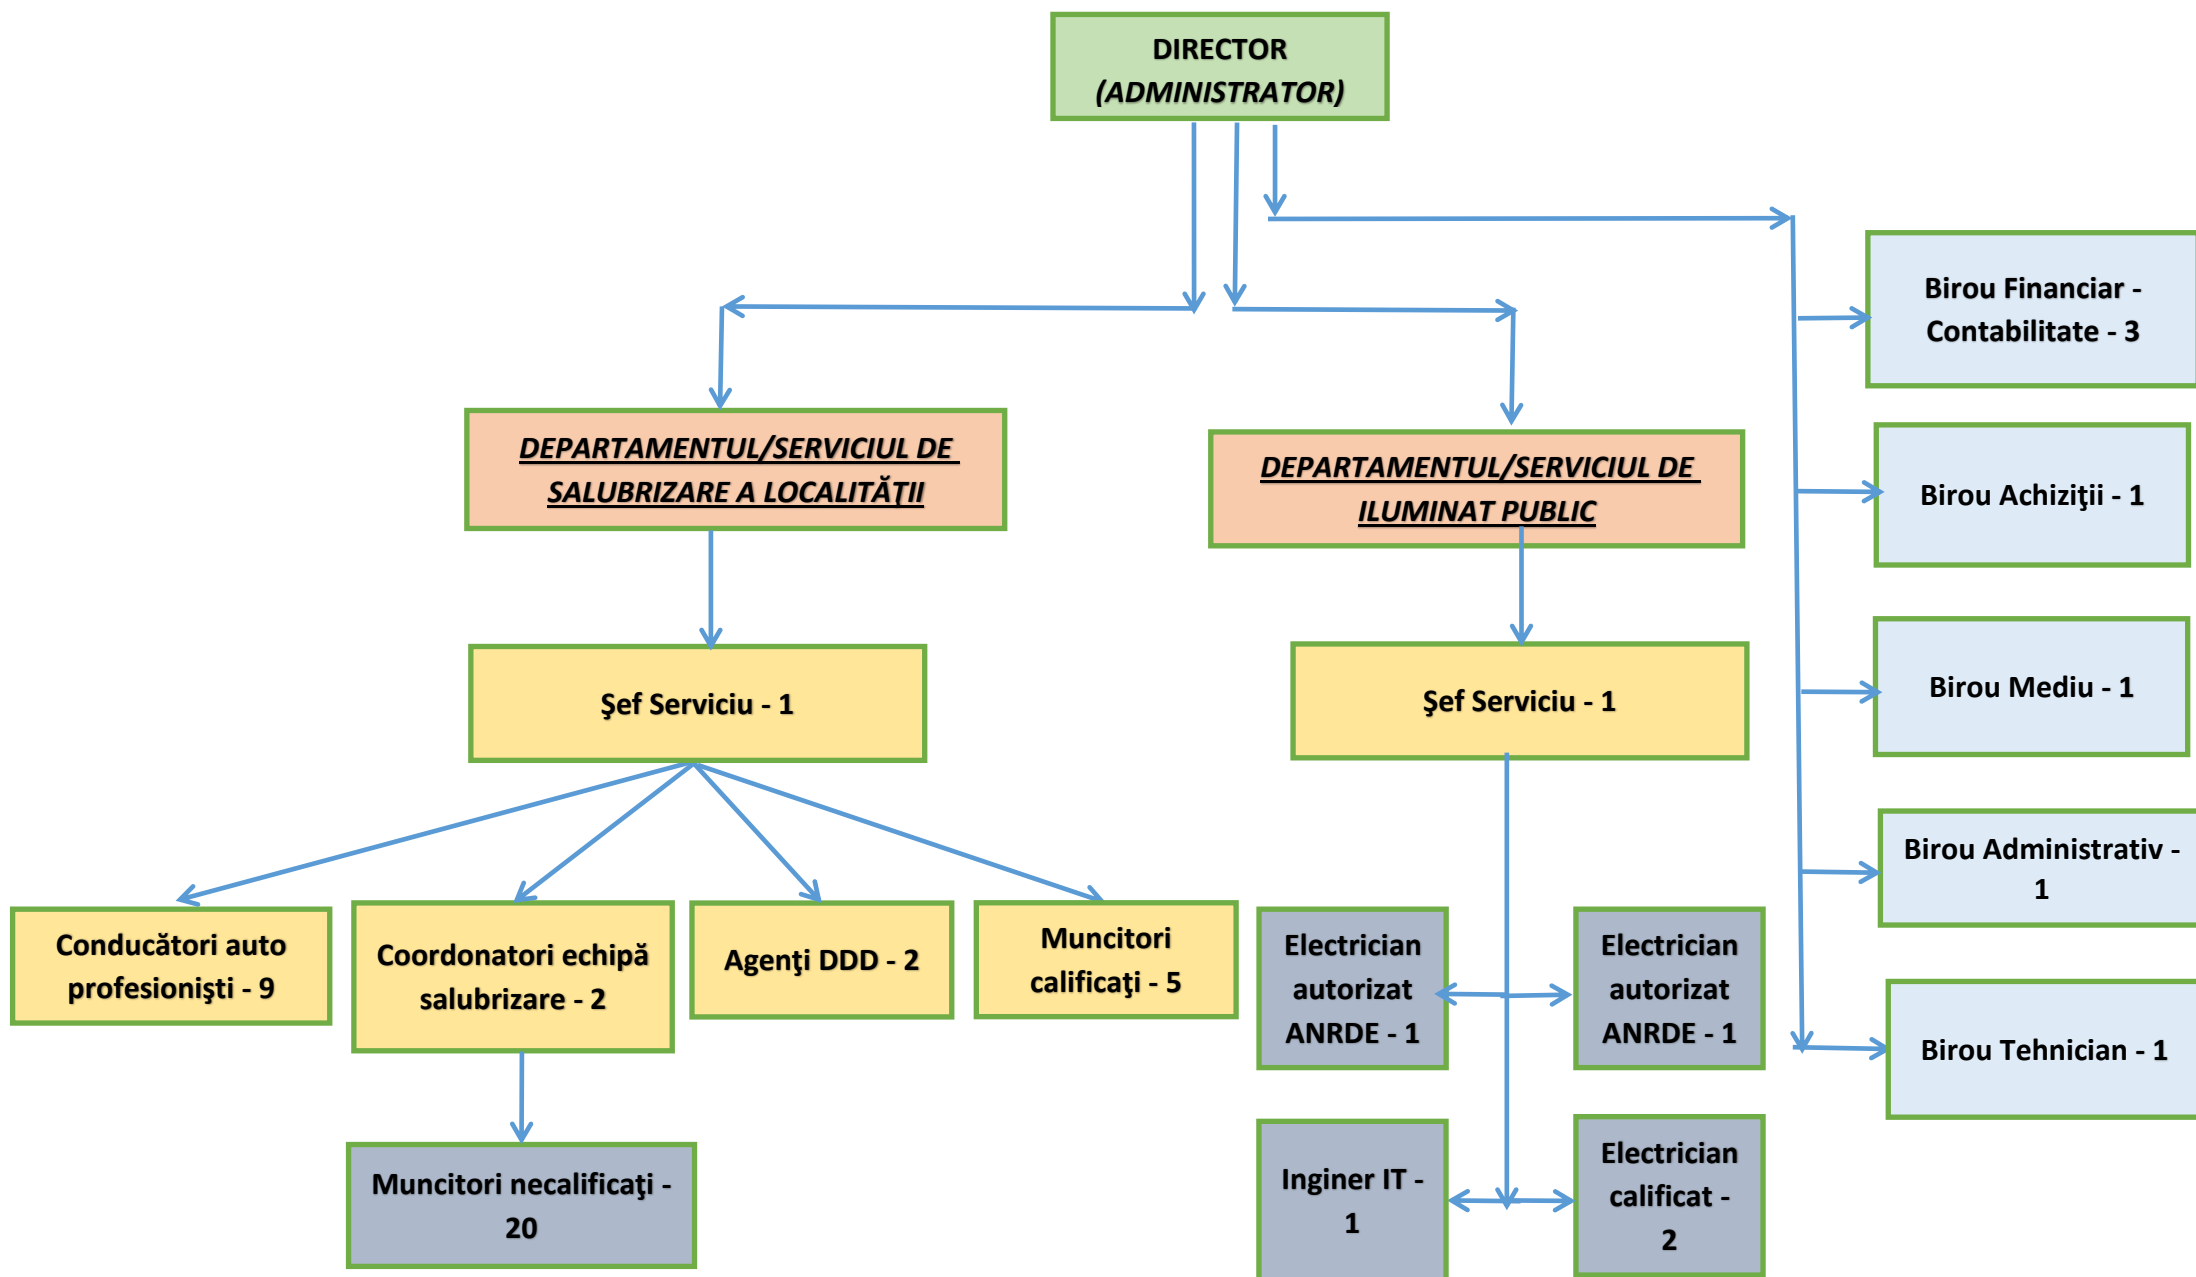 DIRECTOR
(ADMINISTRATOR)
Birou Financiar -
Contabilitate - 3
DEPARTAMENTUL/SERVICIUL DE
SALUBRIZARE A LOCALITĂŢII
DEPARTAMENTUL/SERVICIUL DE
ILUMINAT PUBLIC
Birou Achiziţii - 1
Şef Serviciu - 1
Şef Serviciu - 1
Birou Mediu - 1
Birou Administrativ -
1
Conducători auto
profesionişti - 9
Coordonatori echipă
salubrizare - 2
Agenţi DDD - 2
Muncitori
calificaţi - 5
Electrician
autorizat
ANRDE - 1
Electrician
autorizat
ANRDE - 1
Birou Tehnician - 1
Muncitori necalificaţi -
20
Inginer IT -
1
Electrician
calificat -
2